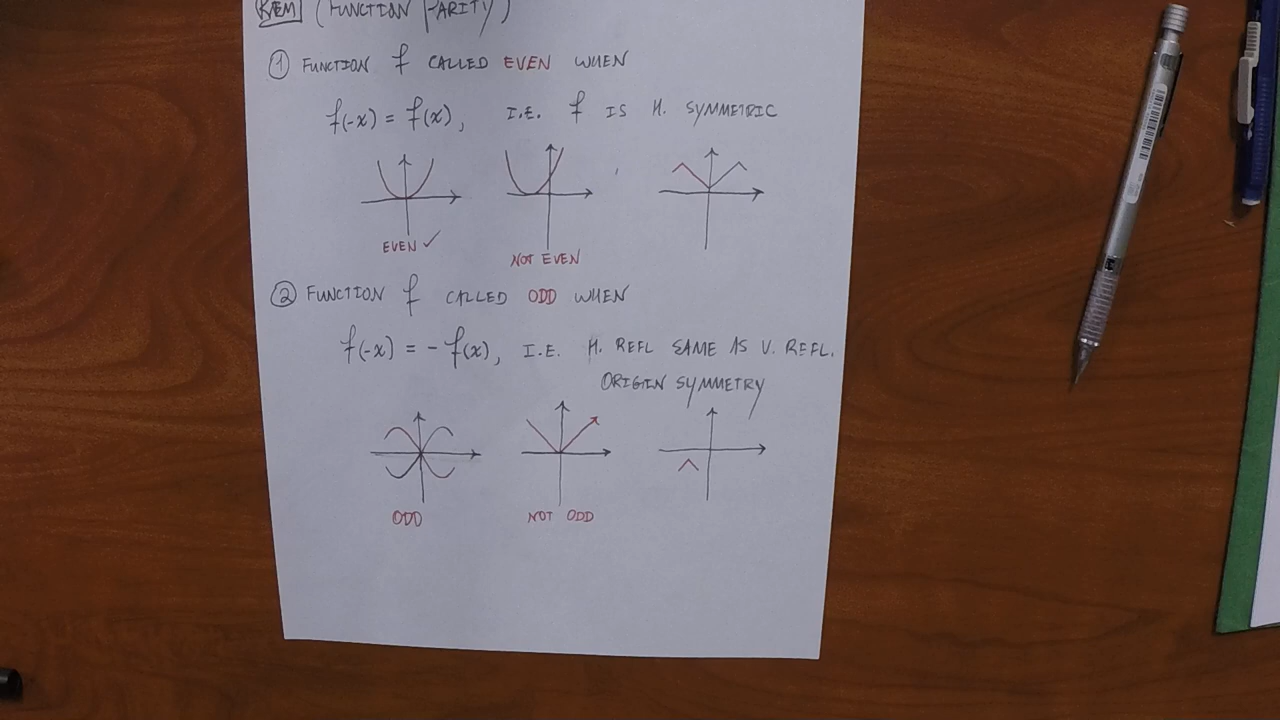 (FUNCTION PARITY)
① FUNCTION f CALLED EVEN WHEN
f(-x) = f(x), I.E. f IS H. SYMMETRIC
EVEN ✓
NOT EVEN
② FUNCTION f CALLED ODD WHEN
f(-x) = - f(x), I.E. H. REFL SAME AS V. REFL.
ORIGIN SYMMETRY
ODD
NOT ODD